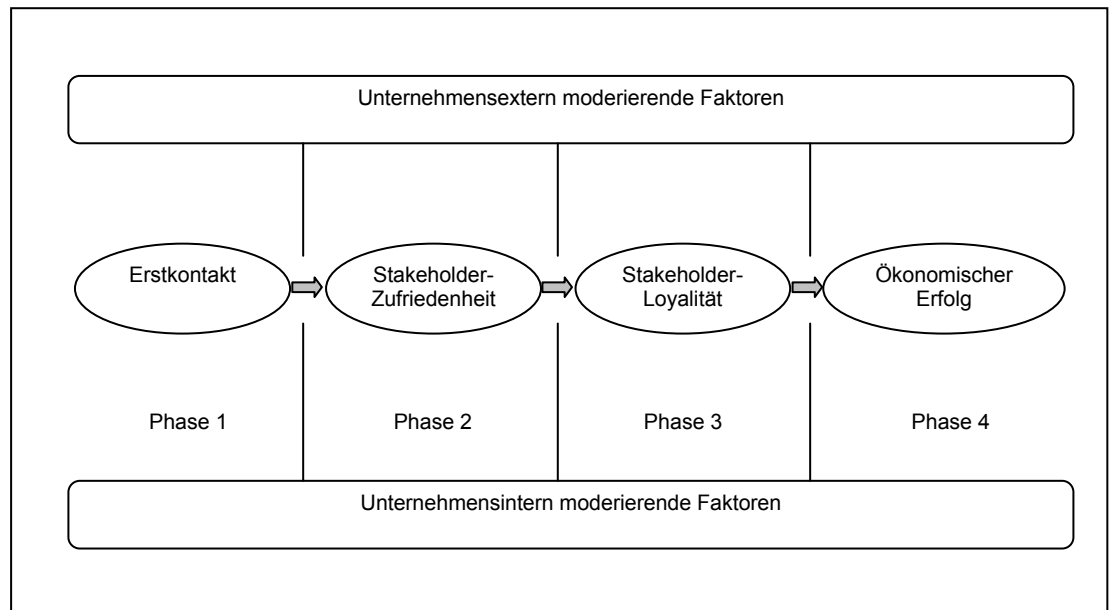 Unternehmensextern moderierende Faktoren
Erstkontakt
Stakeholder-
Zufriedenheit
Stakeholder-
Loyalität
Ökonomischer
Erfolg
Phase 1
Phase 2
Phase 3
Phase 4
Unternehmensintern moderierende Faktoren